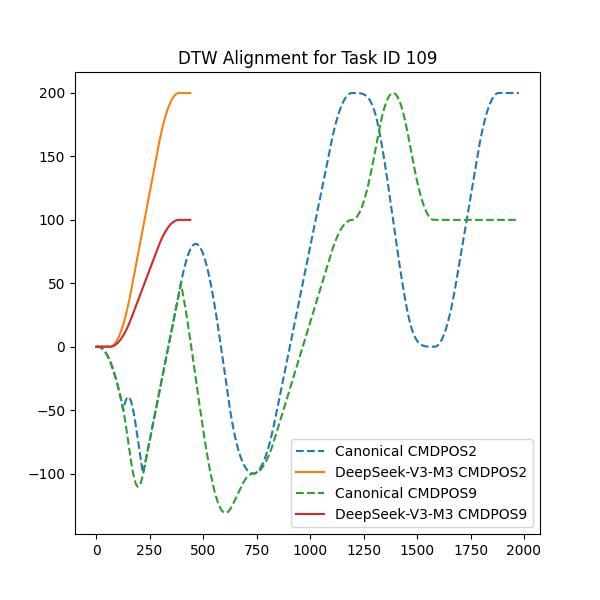 DTW Alignment for Task ID 109
200
150
100
50
0
−50
−100
Canonical CMDPOS2
DeepSeek-V3-M3 CMDPOS2
Canonical CMDPOS9
DeepSeek-V3-M3 CMDPOS9
0 250 500 750 1000 1250 1500 1750 2000